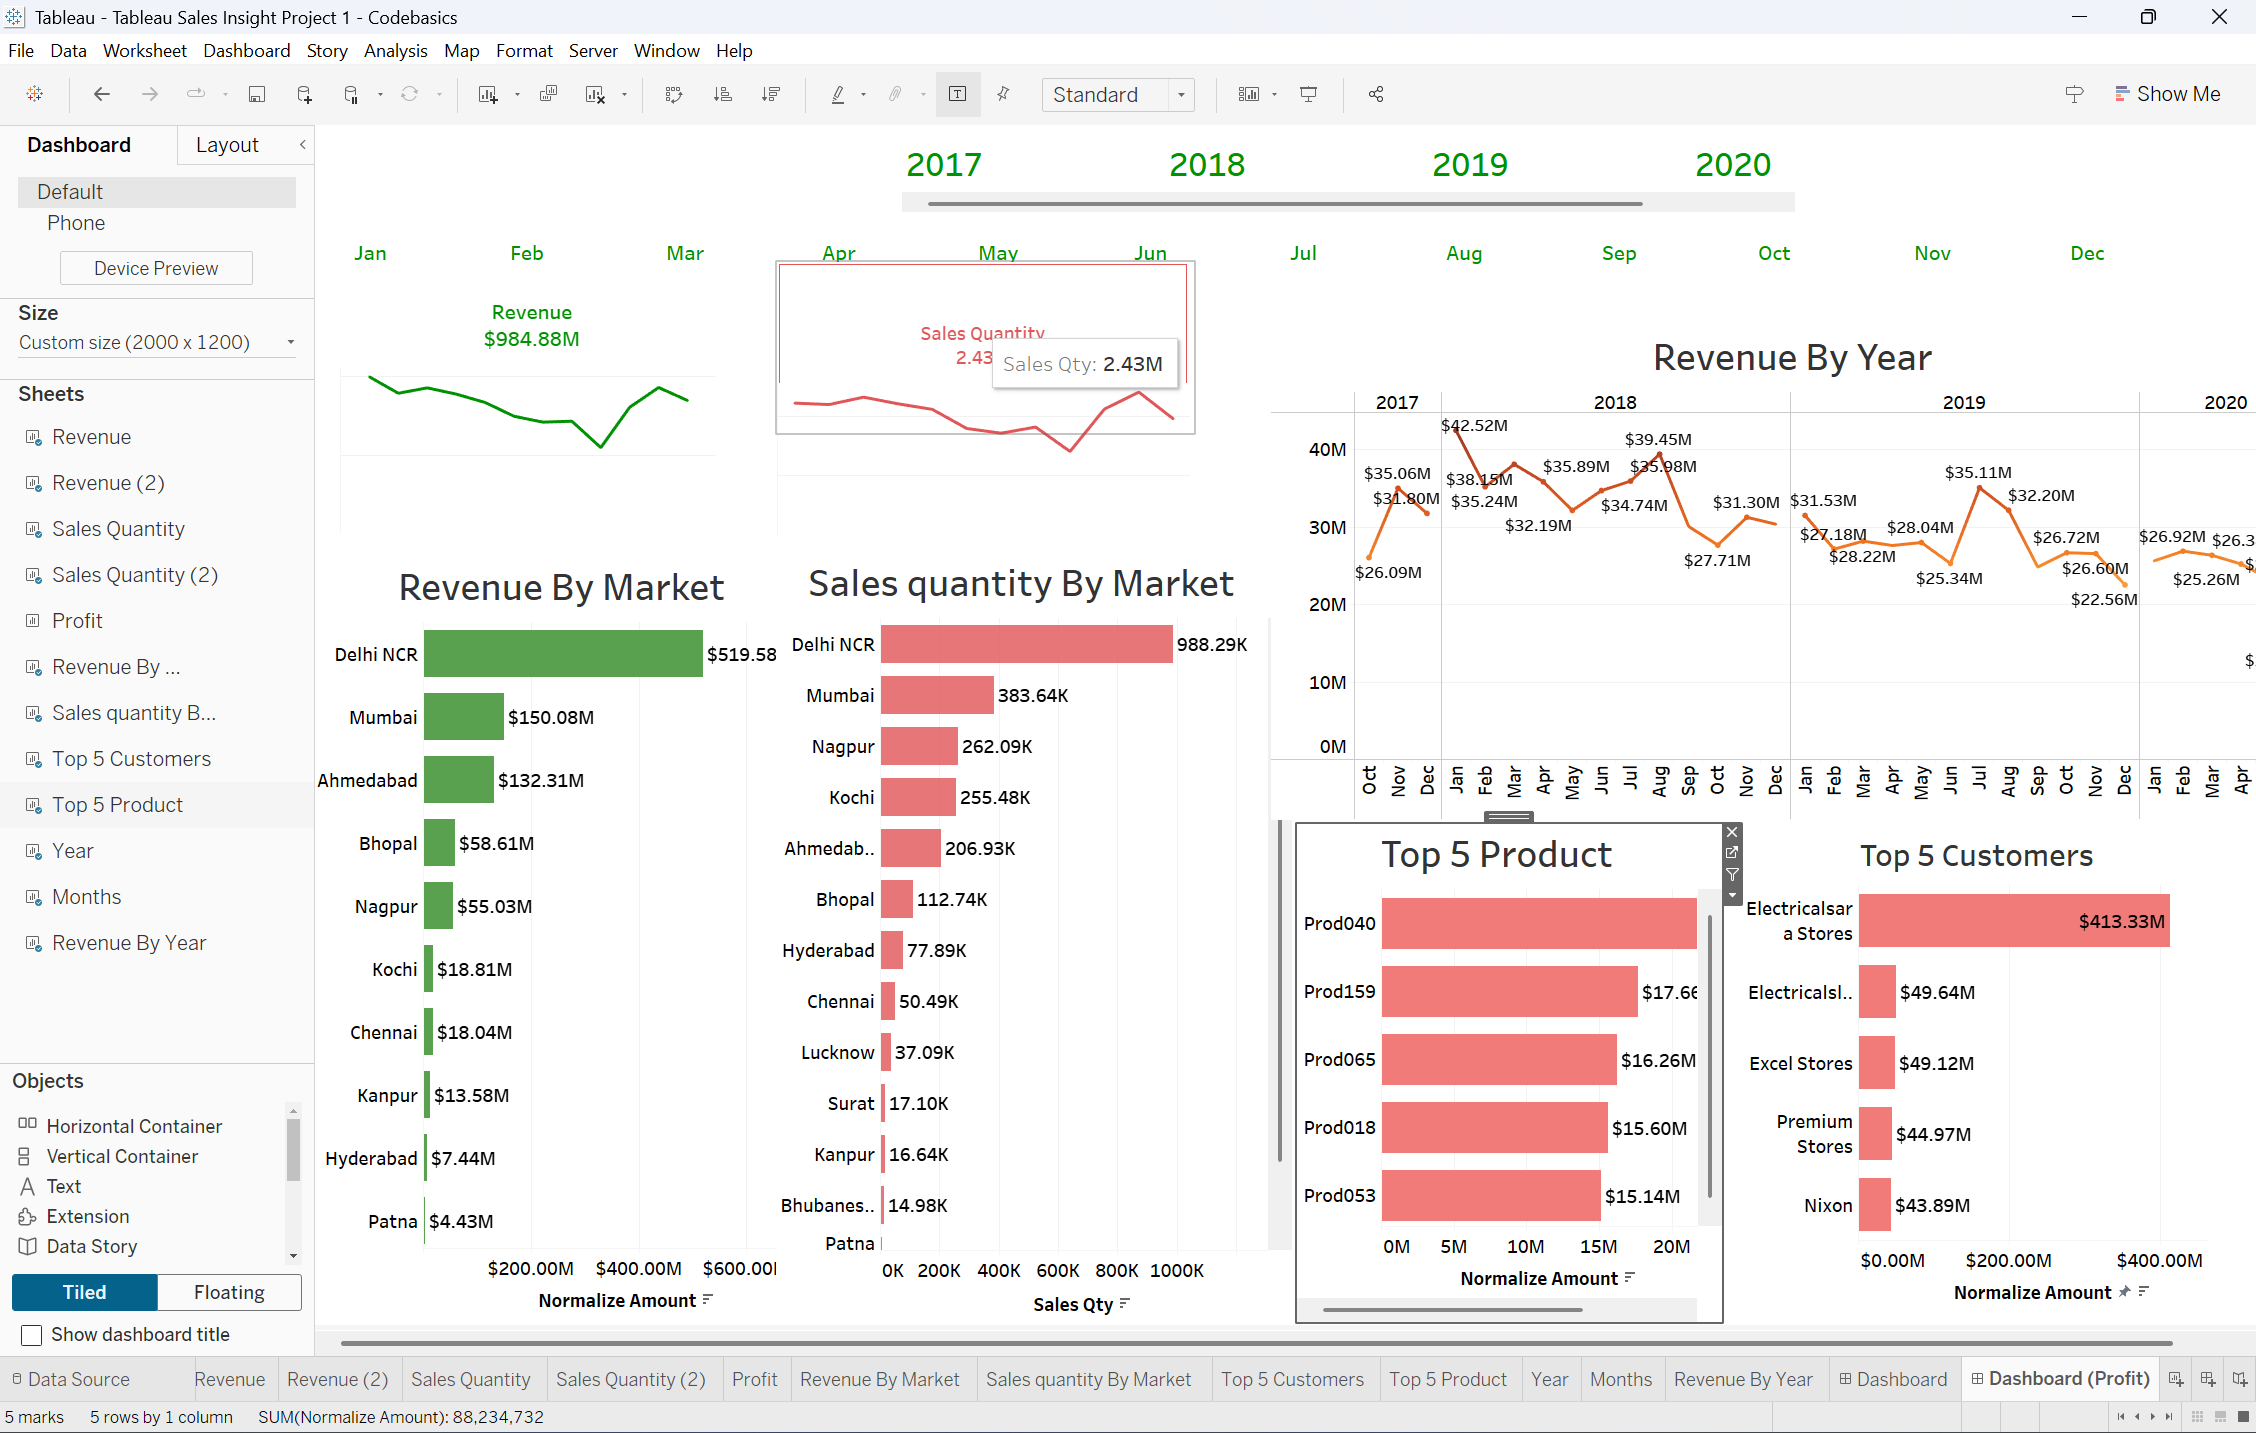 Tableau - Tableau Sales Insight Project 1 - Codebasics
File Data Worksheet Dashboard Story Analysis Map Format Server Window Help
Standard
Show Me
Dashboard Layout
Default
Phone
Device Preview
Size
Custom size (2000 x 1200)
Sheets
Revenue
Revenue (2)
Sales Quantity
Sales Quantity (2)
Profit
Revenue By ...
Sales quantity B...
Top 5 Customers
Top 5 Product
Year
Months
Revenue By Year
Objects
Horizontal Container
Vertical Container
Text
Extension
Data Story
Tiled Floating
Show dashboard title
2017 2018 2019 2020
Jan Feb Mar Apr May Jun Jul Aug Sep Oct Nov Dec
Revenue
$984.88M
Sales Quantity
2.43
Sales Qty: 2.43M
Revenue By Year
2017 2018 2019 2020
40M
30M
20M
10M
0M
$26.09M
$35.06M
$31.80M
$42.52M
$38.15M
$35.24M
$35.89M
$32.19M
$39.45M
$35.98M
$34.74M
$27.71M
$31.30M
$31.53M
$27.18M
$28.22M
$28.04M
$25.34M
$35.11M
$32.20M
$26.72M
$26.60M
$22.56M
$26.92M
$26.3
$25.26M
$
Oct Nov Dec Jan Feb Mar Apr May Jun Jul Aug Sep Oct Nov Dec Jan Feb Mar Apr May Jun Jul Aug Sep Oct Nov Dec Jan Feb Mar Apr
Revenue By Market
Delhi NCR $519.58
Mumbai $150.08M
Ahmedabad $132.31M
Bhopal $58.61M
Nagpur $55.03M
Kochi $18.81M
Chennai $18.04M
Kanpur $13.58M
Hyderabad $7.44M
Patna $4.43M
$200.00M $400.00M $600.00
Normalize Amount
Sales quantity By Market
Delhi NCR 988.29K
Mumbai 383.64K
Nagpur 262.09K
Kochi 255.48K
Ahmedab.. 206.93K
Bhopal 112.74K
Hyderabad 77.89K
Chennai 50.49K
Lucknow 37.09K
Surat 17.10K
Kanpur 16.64K
Bhubanes.. 14.98K
Patna
0K 200K 400K 600K 800K 1000K
Sales Qty
Top 5 Product
Prod040
Prod159 $17.66
Prod065 $16.26M
Prod018 $15.60M
Prod053 $15.14M
0M 5M 10M 15M 20M
Normalize Amount
Top 5 Customers
Electricalsar
a Stores $413.33M
Electricalsl.. $49.64M
Excel Stores $49.12M
Premium
Stores $44.97M
Nixon $43.89M
$0.00M $200.00M $400.00M
Normalize Amount
Data Source Revenue Revenue (2) Sales Quantity Sales Quantity (2) Profit Revenue By Market Sales quantity By Market Top 5 Customers Top 5 Product Year Months Revenue By Year Dashboard Dashboard (Profit)
5 marks 5 rows by 1 column SUM(Normalize Amount): 88,234,732